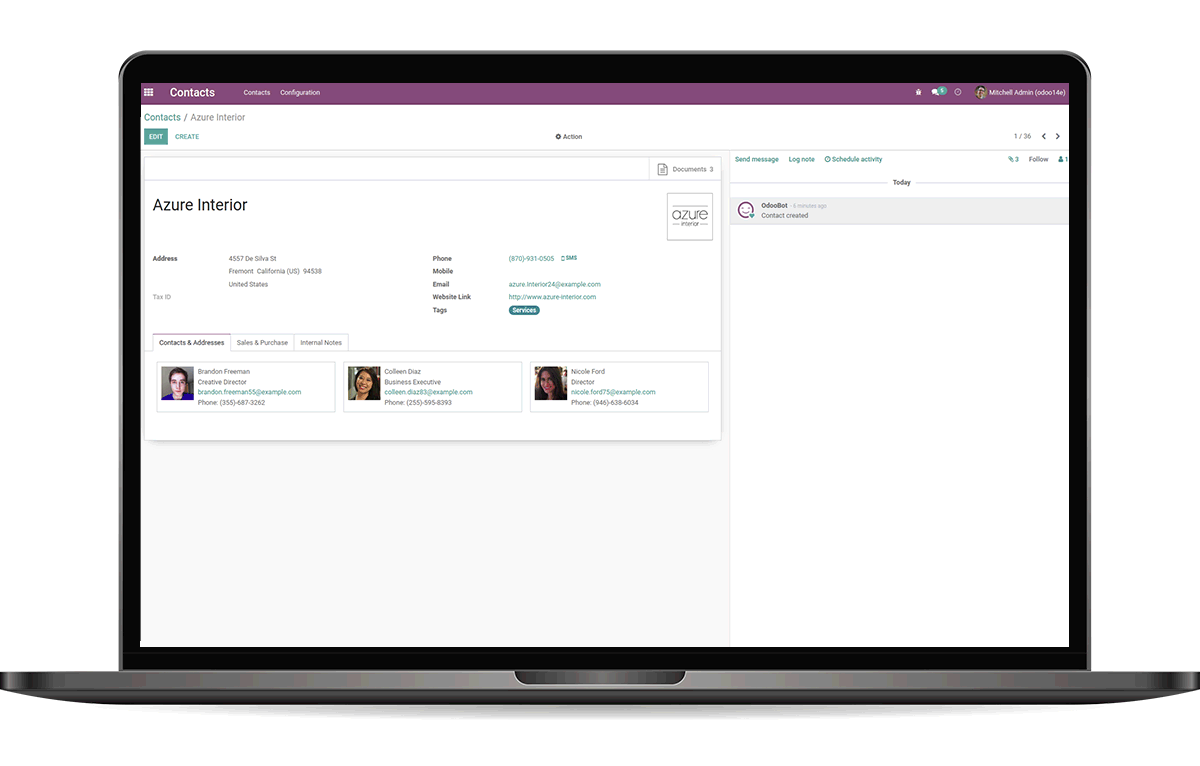 Contacts Contacts Configuration 5 Mitchell Admin (odoo14e)
Contacts / Azure Interior
EDIT CREATE Action 1 / 36
Documents 3
Send message Log note Schedule activity 3 Follow 1
Today
Azure Interior
azure
interior
OdooBot - 6 minutes ago
Contact created
Address 4557 De Silva St
Fremont California (US) 94538
United States
Tax ID
Phone (870)-931-0505 SMS
Mobile
Email azure.Interior24@example.com
Website Link http://www.azure-interior.com
Tags Services
Contacts & Addresses Sales & Purchase Internal Notes
Brandon Freeman
Creative Director
brandon.freeman55@example.com
Phone: (355)-687-3262
Colleen Diaz
Business Executive
colleen.diaz83@example.com
Phone: (255)-595-8393
Nicole Ford
Director
nicole.ford75@example.com
Phone: (946)-638-6034